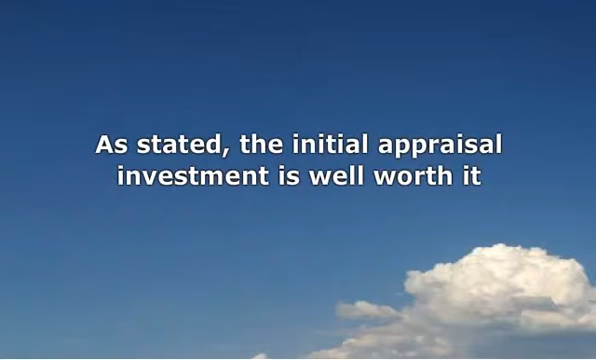 As stated, the initial appraisal
investment is well worth it